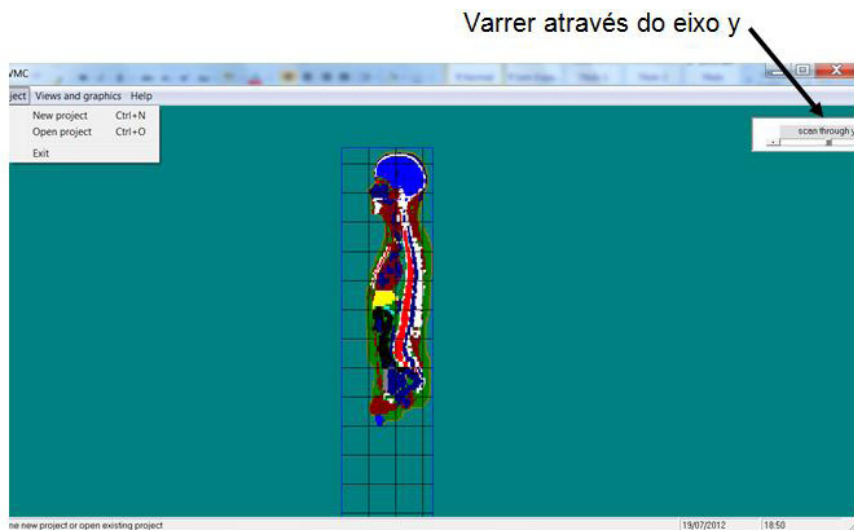 Varrer através do eixo y
VMC
ject Views and graphics Help
New project Ctrl+N
Open project Ctrl+O
Exit
scan through y
ne new project or open existing project 19/07/2012 18:50